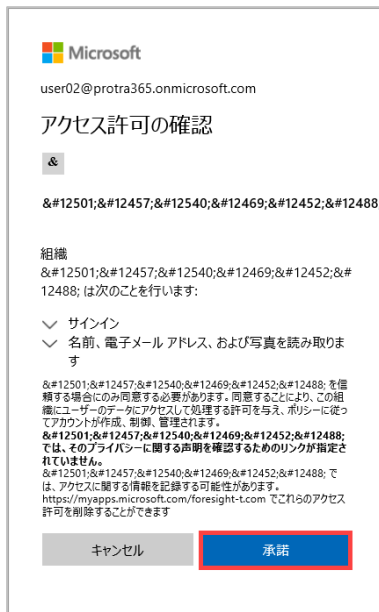 Microsoft
user02@protra365.onmicrosoft.com
アクセス許可の確認
&
&#12501;&#12457;&#12540;&#12469;&#12452;&#12488
組織
&#12501;&#12457;&#12540;&#12469;&#12452;&#
12488; は次のことを行います:
サインイン
名前、電子メール アドレス、および写真を読み取りま
す
&#12501;&#12457;&#12540;&#12469;&#12452;&#12488; を信
頼する場合にのみ同意する必要があります。同意することにより、この組
織にユーザーのデータにアクセスして処理する許可を与え、ポリシーに従っ
てアカウントが作成、制御、管理されます。
&#12501;&#12457;&#12540;&#12469;&#12452;&#12488;
では、そのプライバシーに関する声明を確認するためのリンクが指定さ
れていません。
&#12501;&#12457;&#12540;&#12469;&#12452;&#12488; で
は、アクセスに関する情報を記録する可能性があります。
https://myapps.microsoft.com/foresight-t.com でこれらのアクセス
許可を削除することができます
キャンセル
承諾